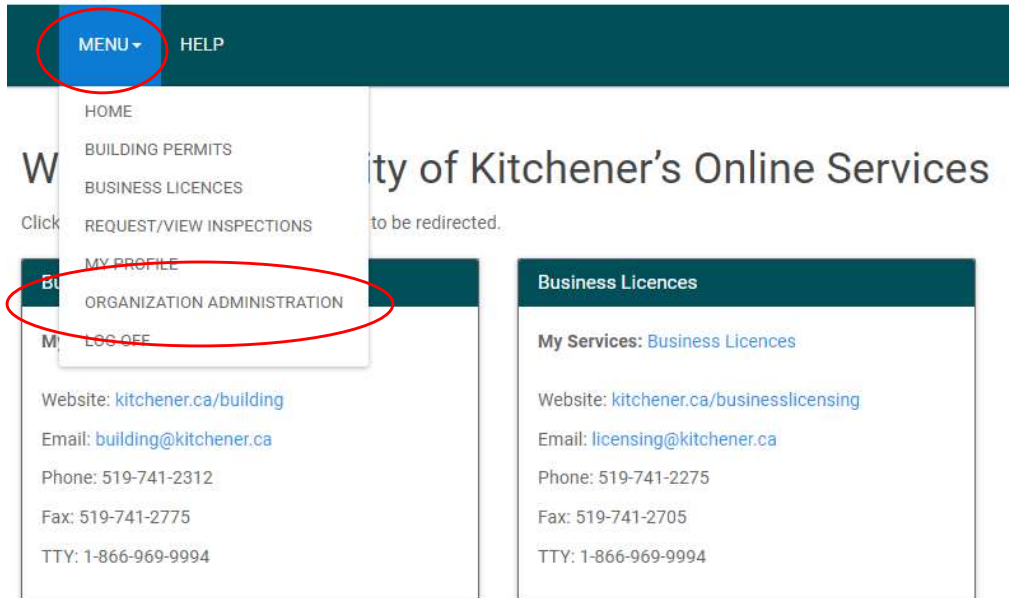 MENU HELP
HOME
BUILDING PERMITS
BUSINESS LICENCES
REQUEST/VIEW INSPECTIONS
MY PROFILE
ORGANIZATION ADMINISTRATION
LOG OFF
W ity of Kitchener’s Online Services
Click to be redirected.
Bu
My
Website: kitchener.ca/building
Email: building@kitchener.ca
Phone: 519-741-2312
Fax: 519-741-2775
TTY: 1-866-969-9994
Business Licences
My Services: Business Licences
Website: kitchener.ca/businesslicensing
Email: licensing@kitchener.ca
Phone: 519-741-2275
Fax: 519-741-2705
TTY: 1-866-969-9994